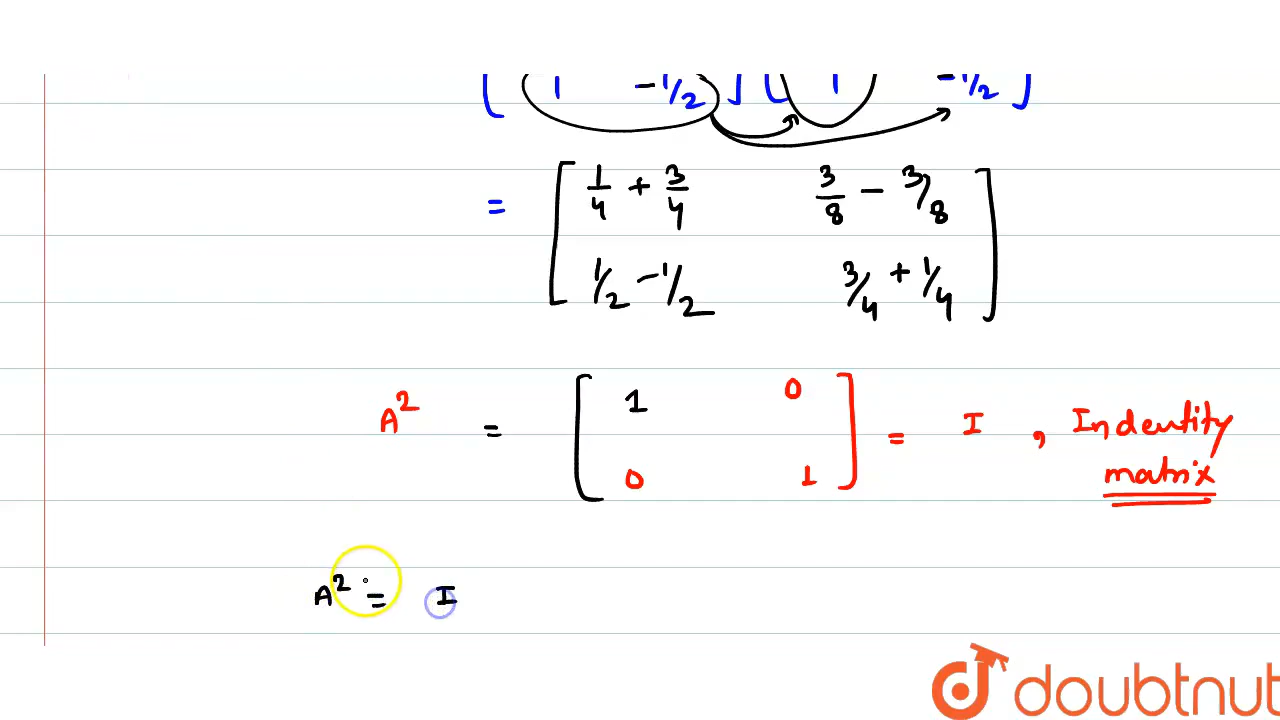 [ 1 -1/2 ] [ 1 -1/2 ]
= [ 1/4 + 3/4 3/8 - 3/8
1/2 - 1/2 3/4 + 1/4 ]
A² = [ 1 0
0 1 ] = I , Indentity
matrix
A² = I
doubtnut